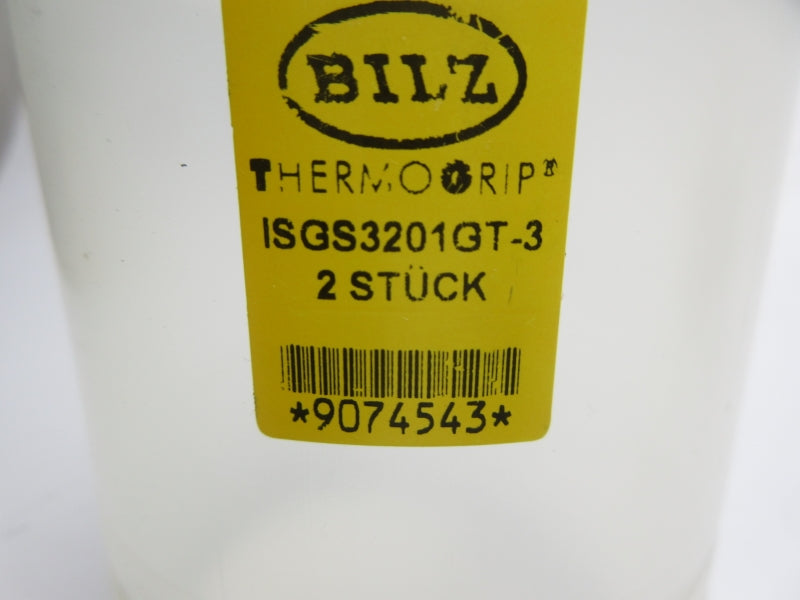 BILZ
THERMOGRIP®
ISGS3201GT-3
2 STÜCK
*9074543*